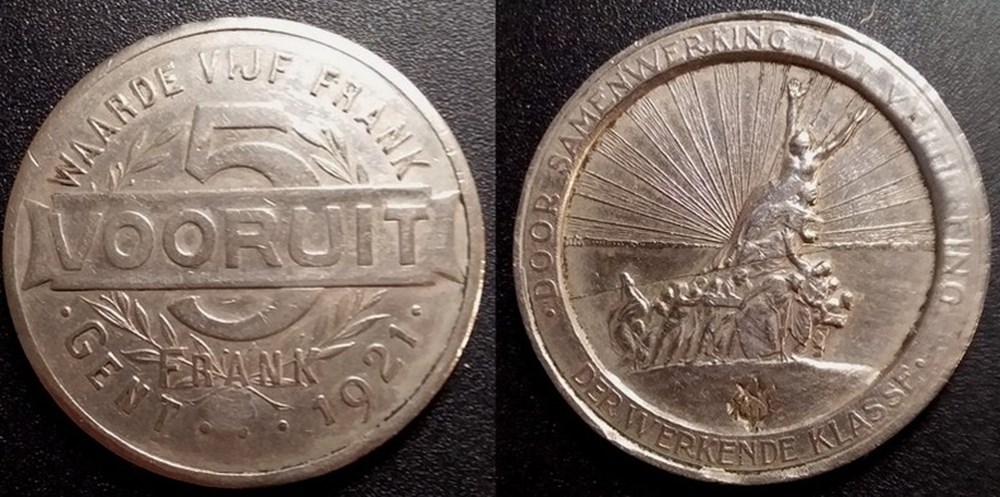 WAARDE VIJF FRANK
5
VOORUIT
FRANK
· GENT · · · 1921 ·
· DOOR SAMENWERKING TOT VERHEFFING
DER WERKENDE KLASSE ·